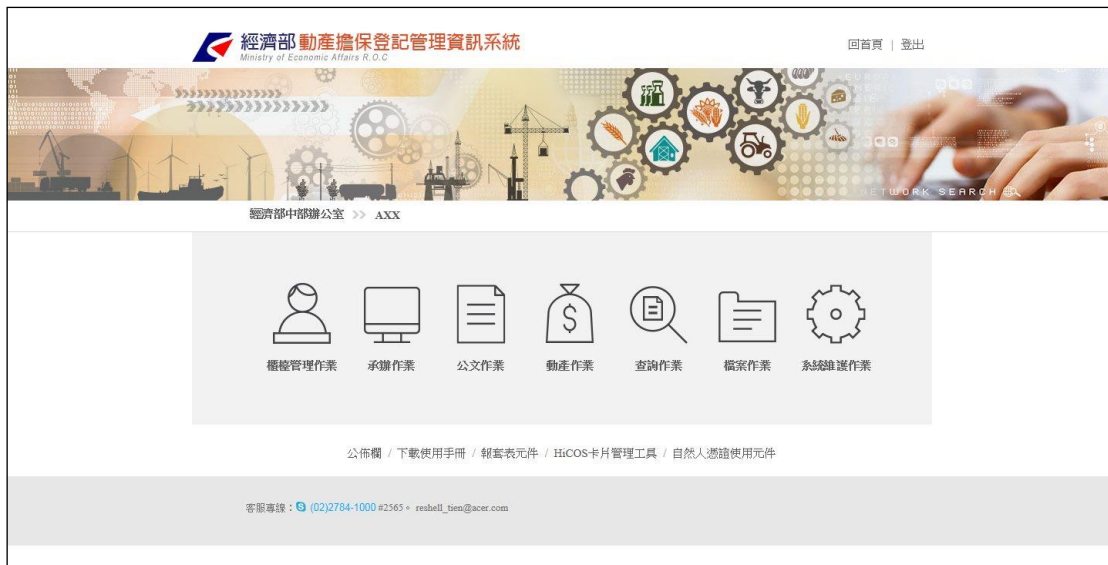 經濟部動產擔保登記管理資訊系統
Ministry of Economic Affairs R.O.C
回首頁 | 登出
NETWORK SEARCH
經濟部中部辦公室 >> AXX
$
櫃檯管理作業 承辦作業 公文作業 動產作業 查詢作業 檔案作業 系統維護作業
公佈欄 / 下載使用手冊 / 報套表元件 / HiCOS卡片管理工具 / 自然人憑證使用元件
客服專線：(02)2784-1000 #2565。 reshell_tien@acer.com